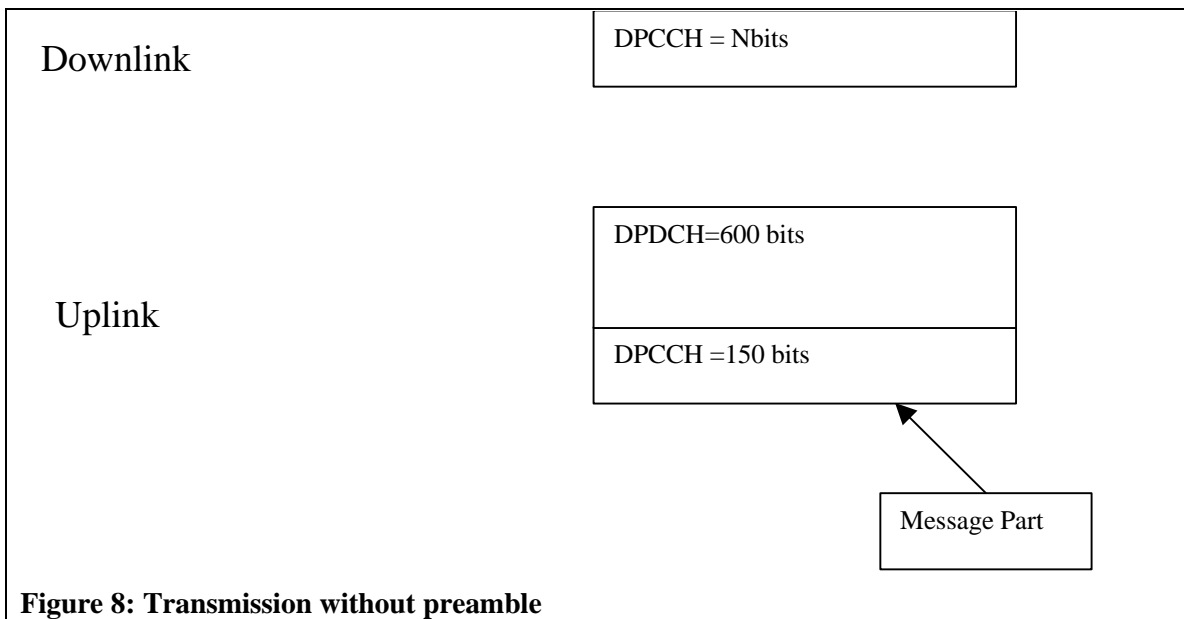 Downlink
DPCCH = Nbits
DPDCH=600 bits
Uplink
DPCCH =150 bits
Message Part
Figure 8: Transmission without preamble